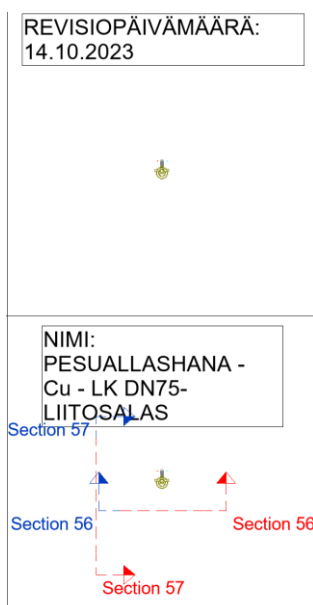 REVISIOPÄIVÄMÄÄRÄ:
14.10.2023
NIMI:
PESUALLASHANA -
Cu - LK DN75-
LIITOSALAS
Section 57
Section 56
Section 56
Section 57